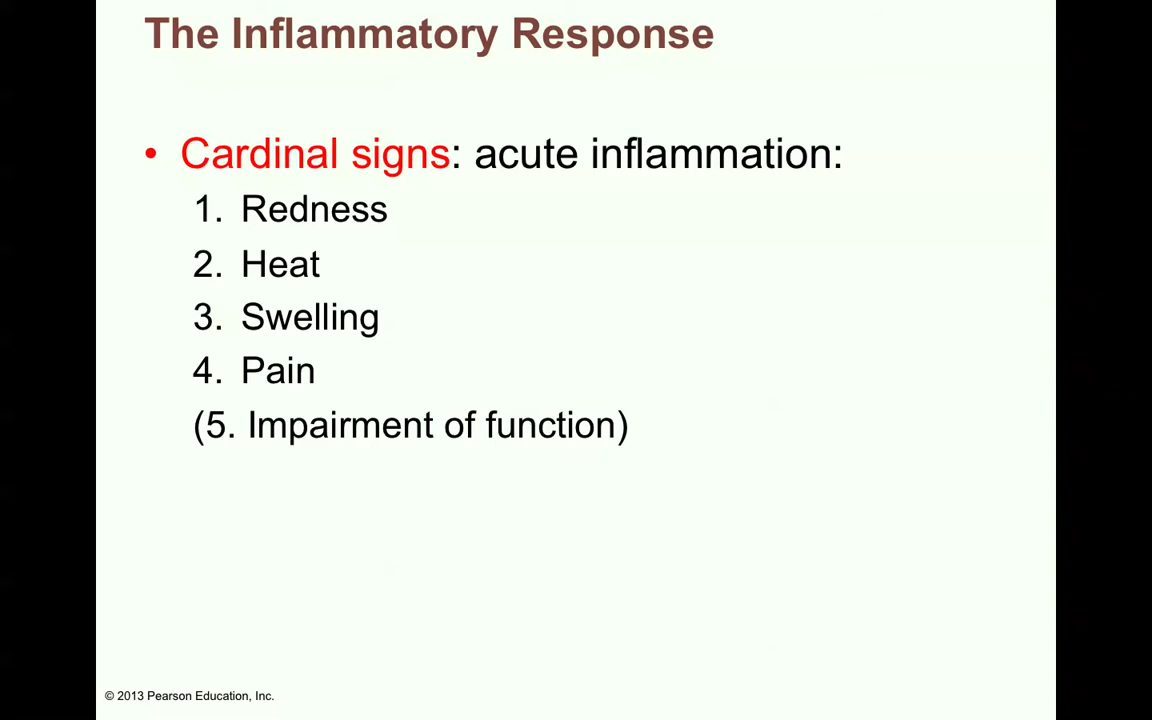 The Inflammatory Response
• Cardinal signs: acute inflammation:
1. Redness
2. Heat
3. Swelling
4. Pain
(5. Impairment of function)
© 2013 Pearson Education, Inc.